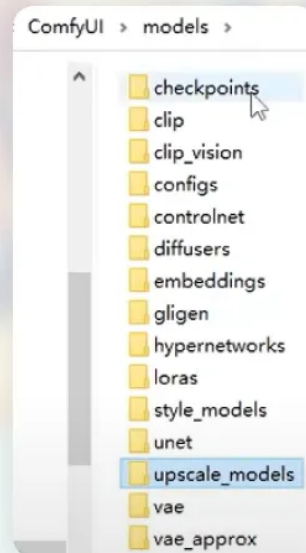 ComfyUI > models >
checkpoints
clip
clip_vision
configs
controlnet
diffusers
embeddings
gligen
hypernetworks
loras
style_models
unet
upscale_models
vae
vae_approx